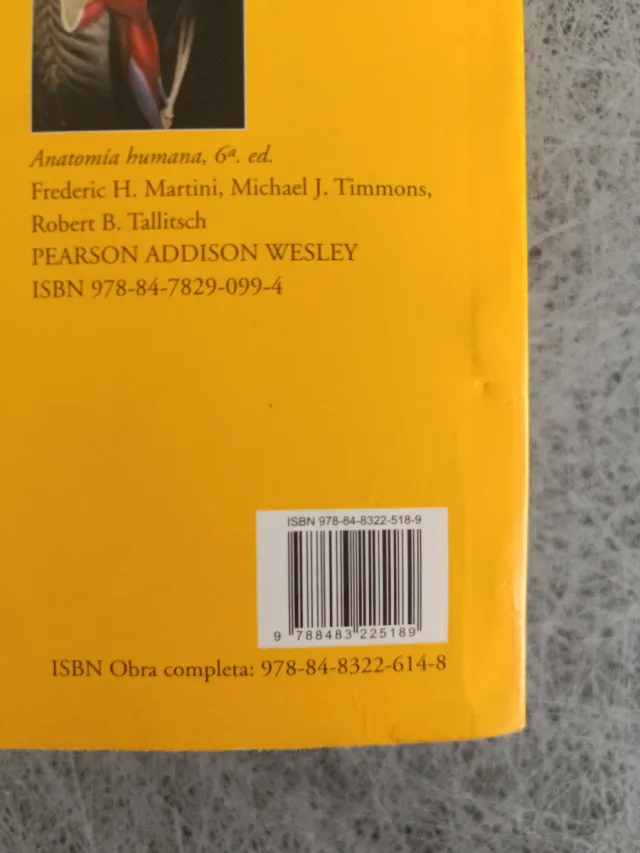 Anatomía humana, 6ª. ed.
Frederic H. Martini, Michael J. Timmons,
Robert B. Tallitsch
PEARSON ADDISON WESLEY
ISBN 978-84-7829-099-4
ISBN 978-84-8322-518-9
9 788483 225189
ISBN Obra completa: 978-84-8322-614-8